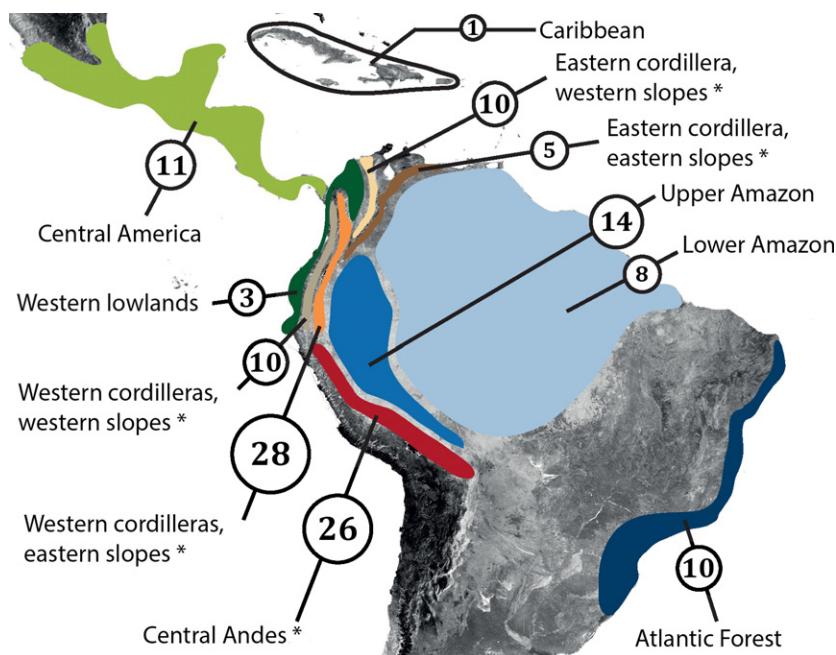 1
Caribbean
10
Eastern cordillera,
western slopes *
5
Eastern cordillera,
eastern slopes *
11
Central America
14
Upper Amazon
8
Lower Amazon
Western lowlands
3
10
Western cordilleras,
western slopes *
28
Western cordilleras,
eastern slopes *
26
Central Andes *
10
Atlantic Forest